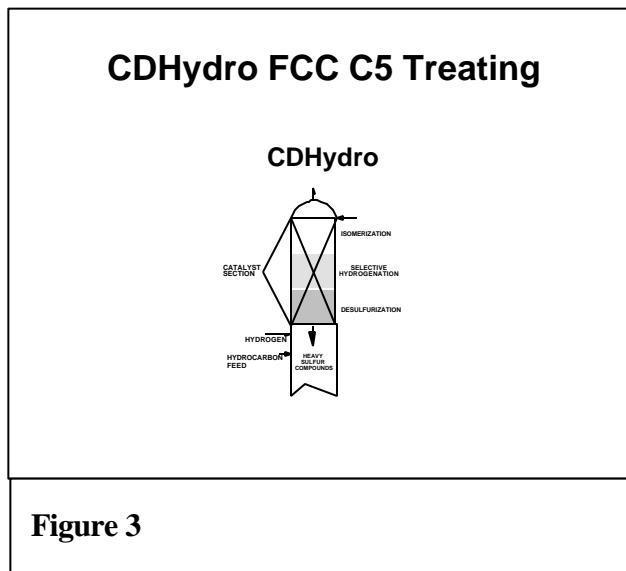 CDHydro FCC C5 Treating
CDHydro
ISOMERIZATION
CATALYST
SECTION
SELECTIVE
HYDROGENATION
DESULFURIZATION
HYDROGEN
HYDROCARBON
FEED
HEAVY
SULFUR
COMPOUNDS
Figure 3